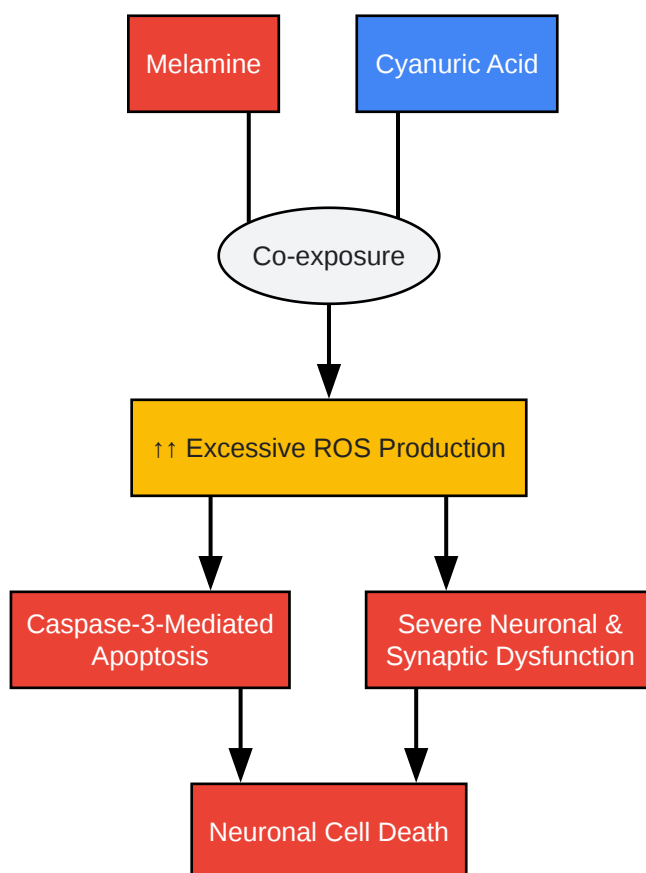 Melamine
Cyanuric Acid
Co-exposure
↑↑ Excessive ROS Production
Caspase-3-Mediated
Apoptosis
Severe Neuronal &
Synaptic Dysfunction
Neuronal Cell Death